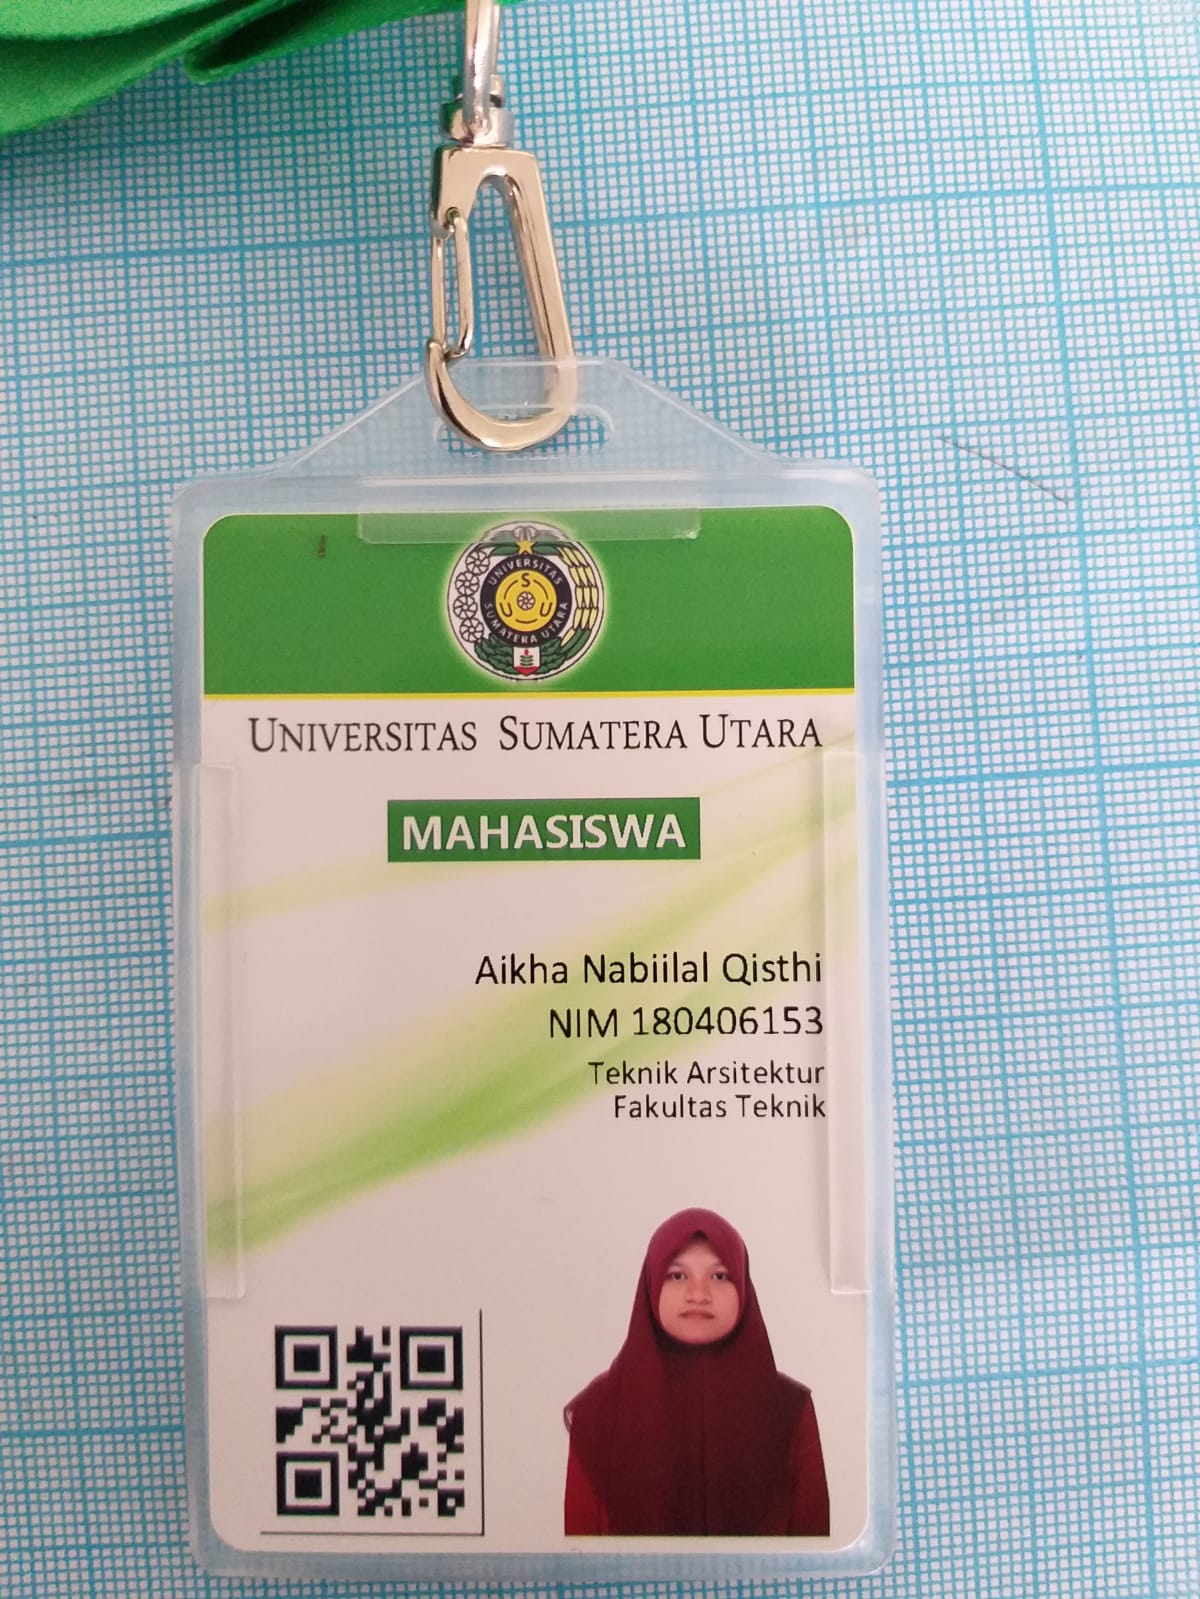 UNIVERSITAS
SUMATERA UTARA
S
U U
UNIVERSITAS SUMATERA UTARA
MAHASISWA
Aikha Nabiilal Qisthi
NIM 180406153
Teknik Arsitektur
Fakultas Teknik